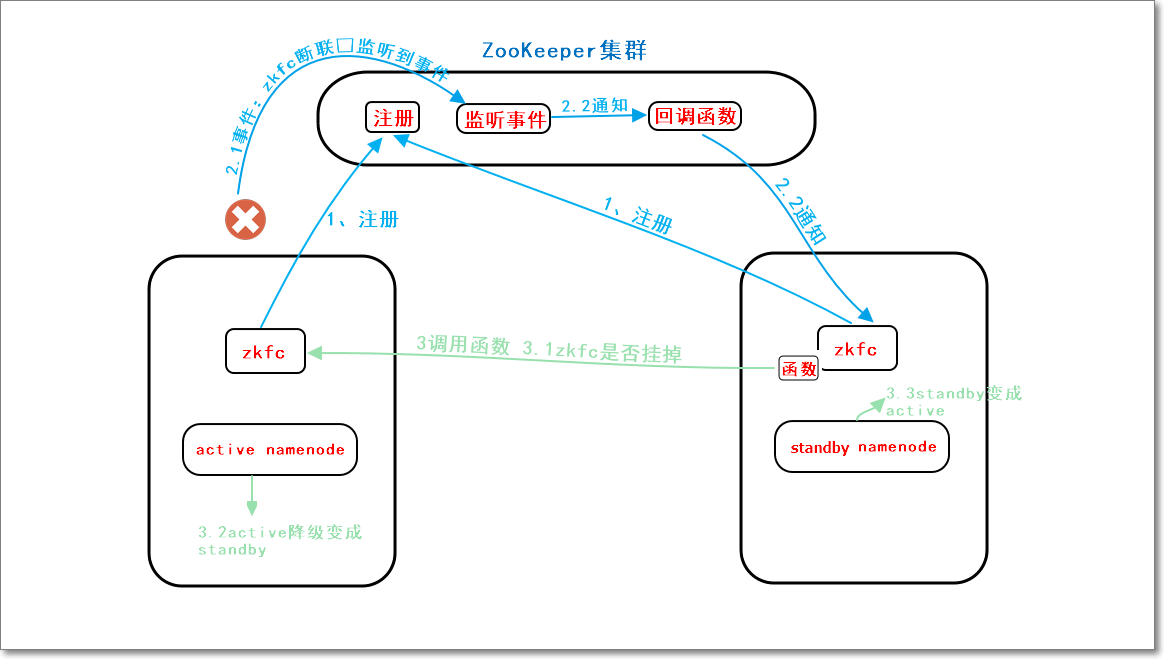 ZooKeeper集群
2.1事件：zkfc断联囗监听到事件
注册
监听事件
2.2通知
回调函数
1、注册
1、注册
2.2通知
zkfc
3调用函数 3.1zkfc是否挂掉
zkfc
函数
3.3standby变成
active
active namenode
standby namenode
3.2active降级变成
standby